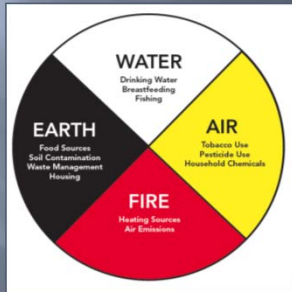 WATER
Drinking Water
Breastfeeding
Fishing
EARTH
Food Sources
Soil Contamination
Waste Management
Housing
AIR
Tobacco Use
Pesticide Use
Household Chemicals
FIRE
Heating Sources
Air Emissions